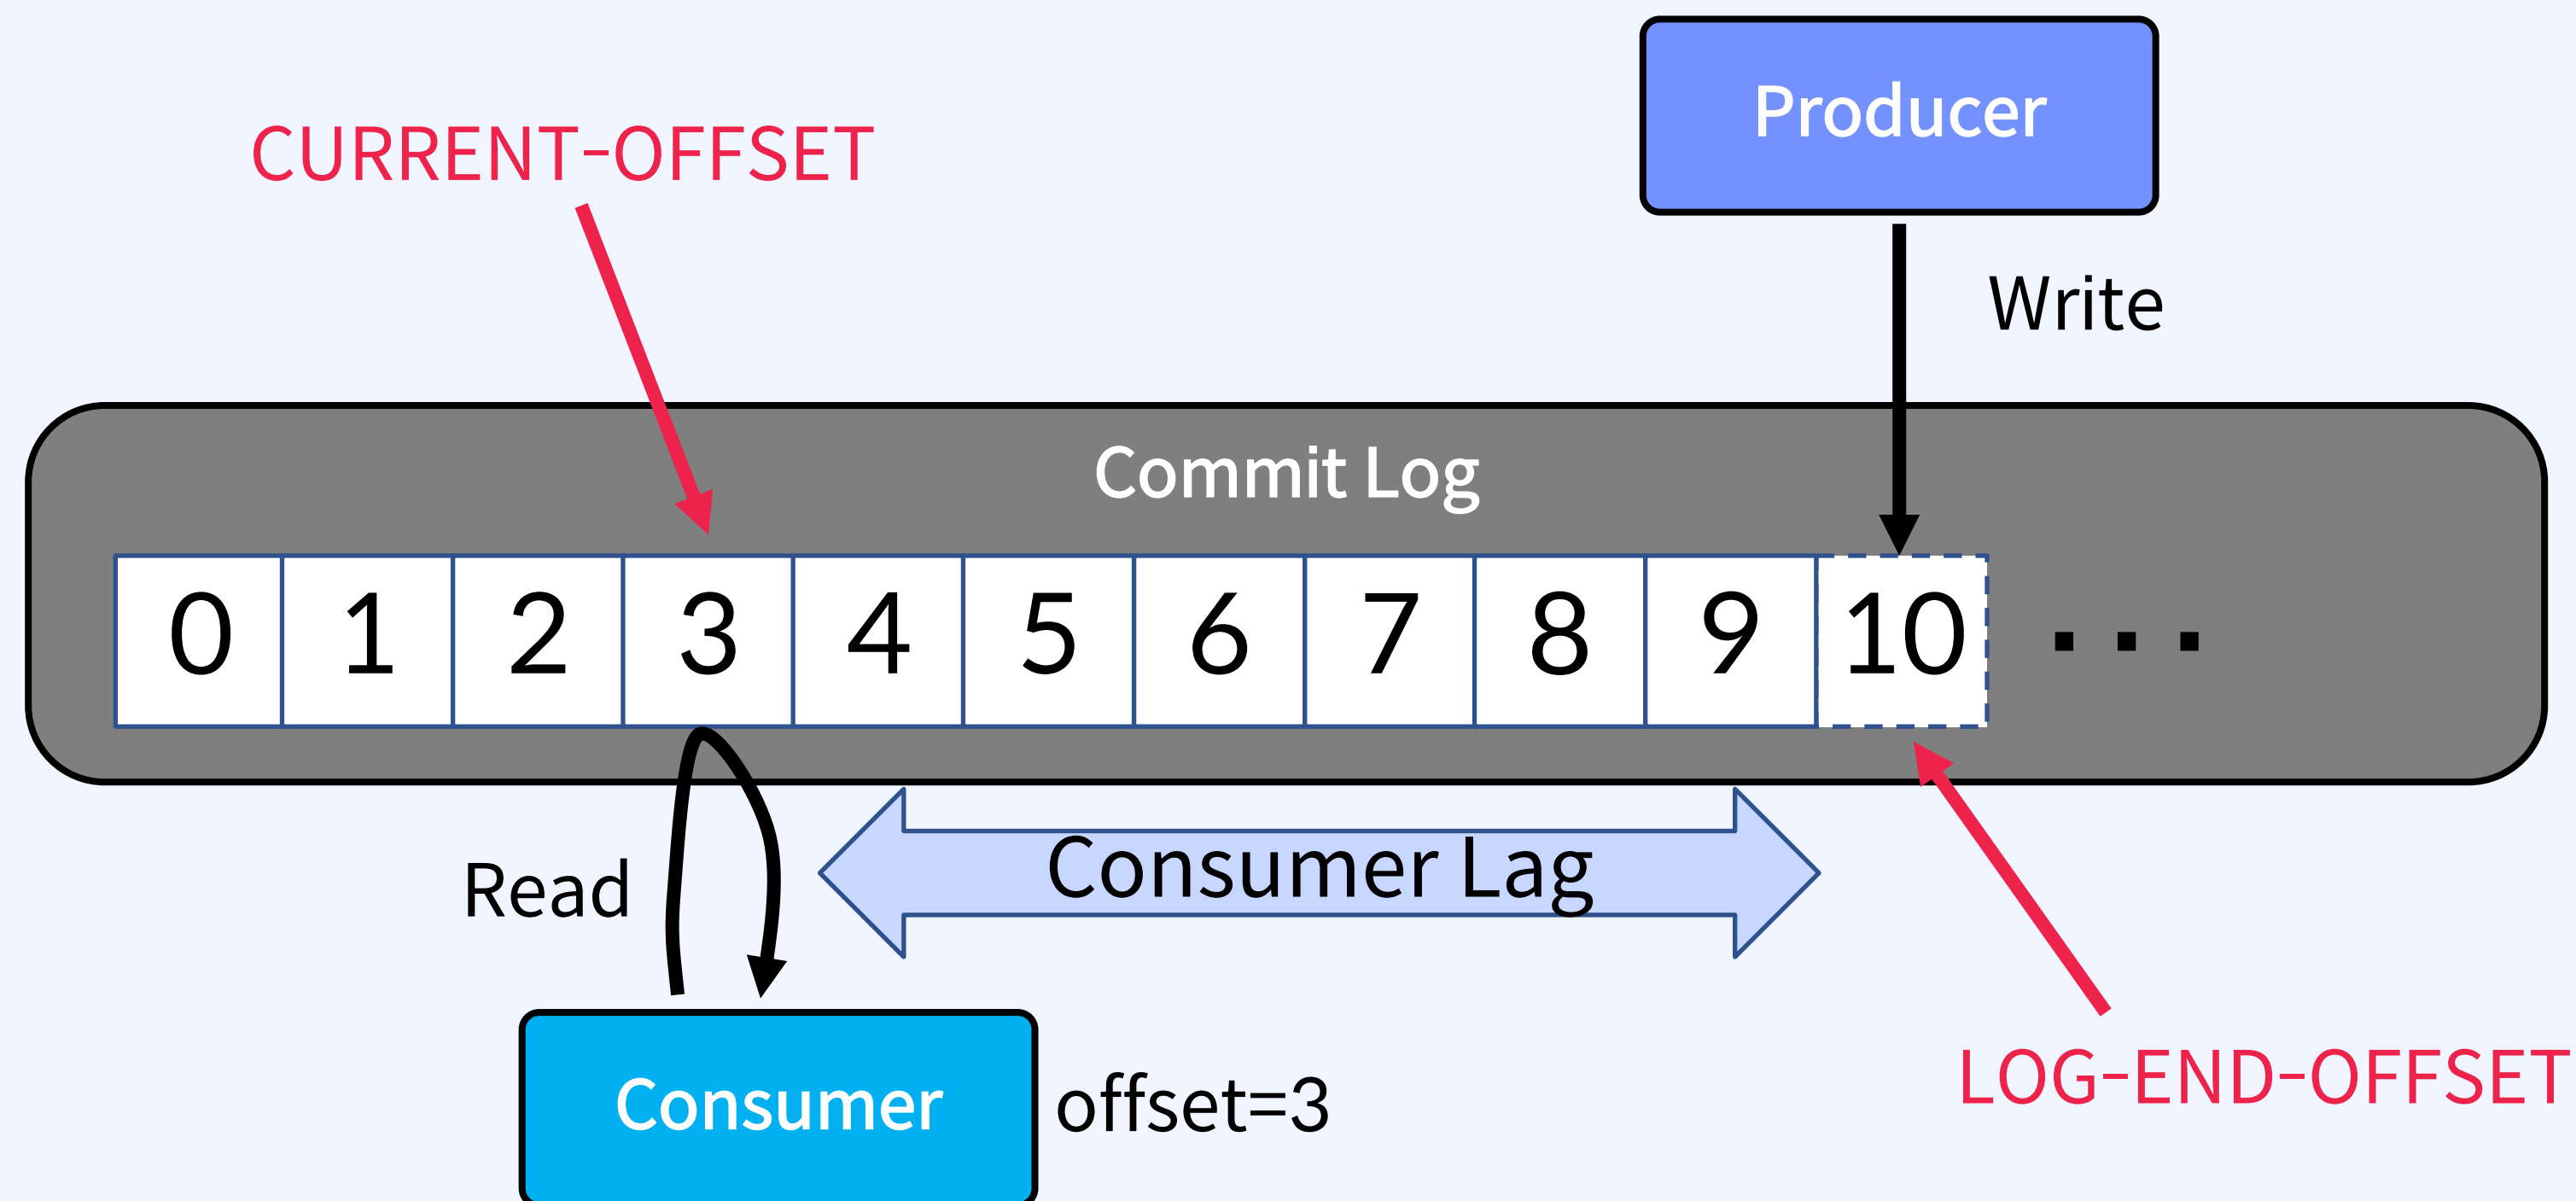 Producer
CURRENT-OFFSET
Write
Commit Log
0 1 2 3 4 5 6 7 8 9 10 ...
Consumer Lag
Read
LOG-END-OFFSET
Consumer offset=3